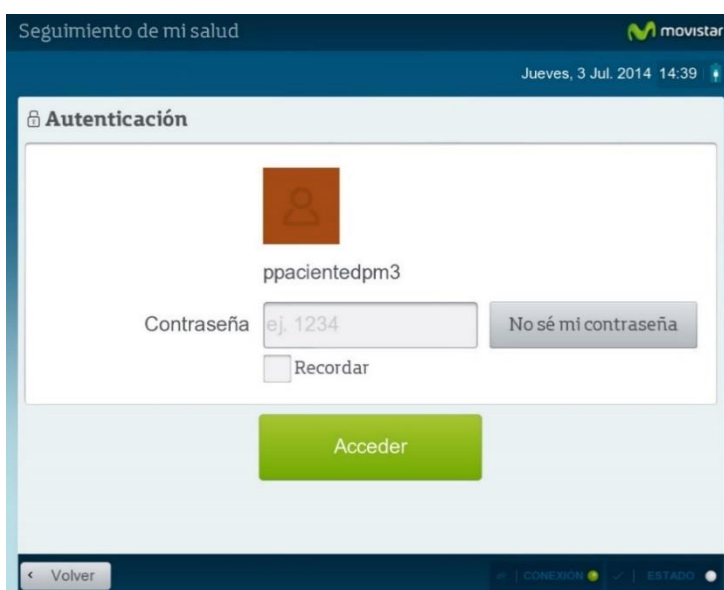 Seguimiento de mi salud
movistar
Jueves, 3 Jul. 2014 14:39
Autenticación
ppacientedpm3
Contraseña
ej. 1234
No sé mi contraseña
Recordar
Acceder
Volver
CONEXIÓN
ESTADO